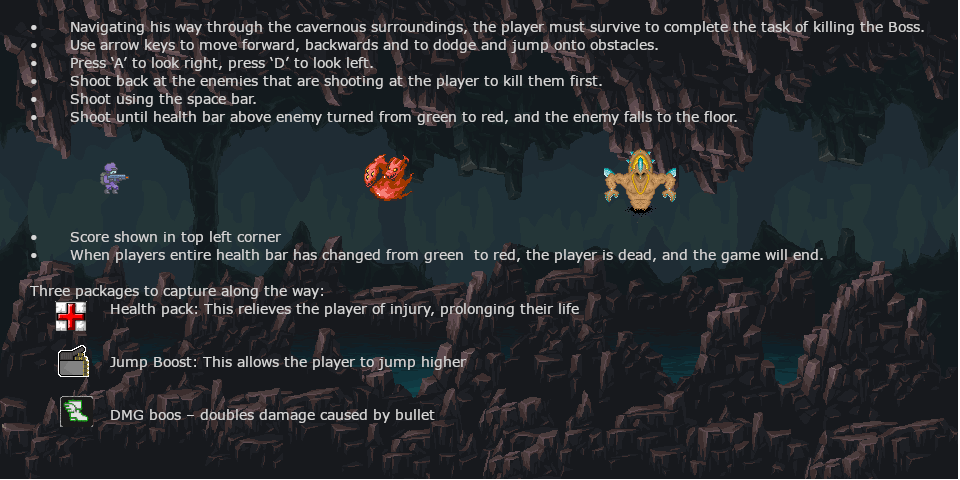 • Navigating his way through the cavernous surroundings, the player must survive to complete the task of killing the Boss.
• Use arrow keys to move forward, backwards and to dodge and jump onto obstacles.
• Press ‘A’ to look right, press ‘D’ to look left.
• Shoot back at the enemies that are shooting at the player to kill them first.
• Shoot using the space bar.
• Shoot until health bar above enemy turned from green to red, and the enemy falls to the floor.
• Score shown in top left corner
• When players entire health bar has changed from green  to red, the player is dead, and the game will end.
Three packages to capture along the way:
Health pack: This relieves the player of injury, prolonging their life
Jump Boost: This allows the player to jump higher
DMG boos – doubles damage caused by bullet